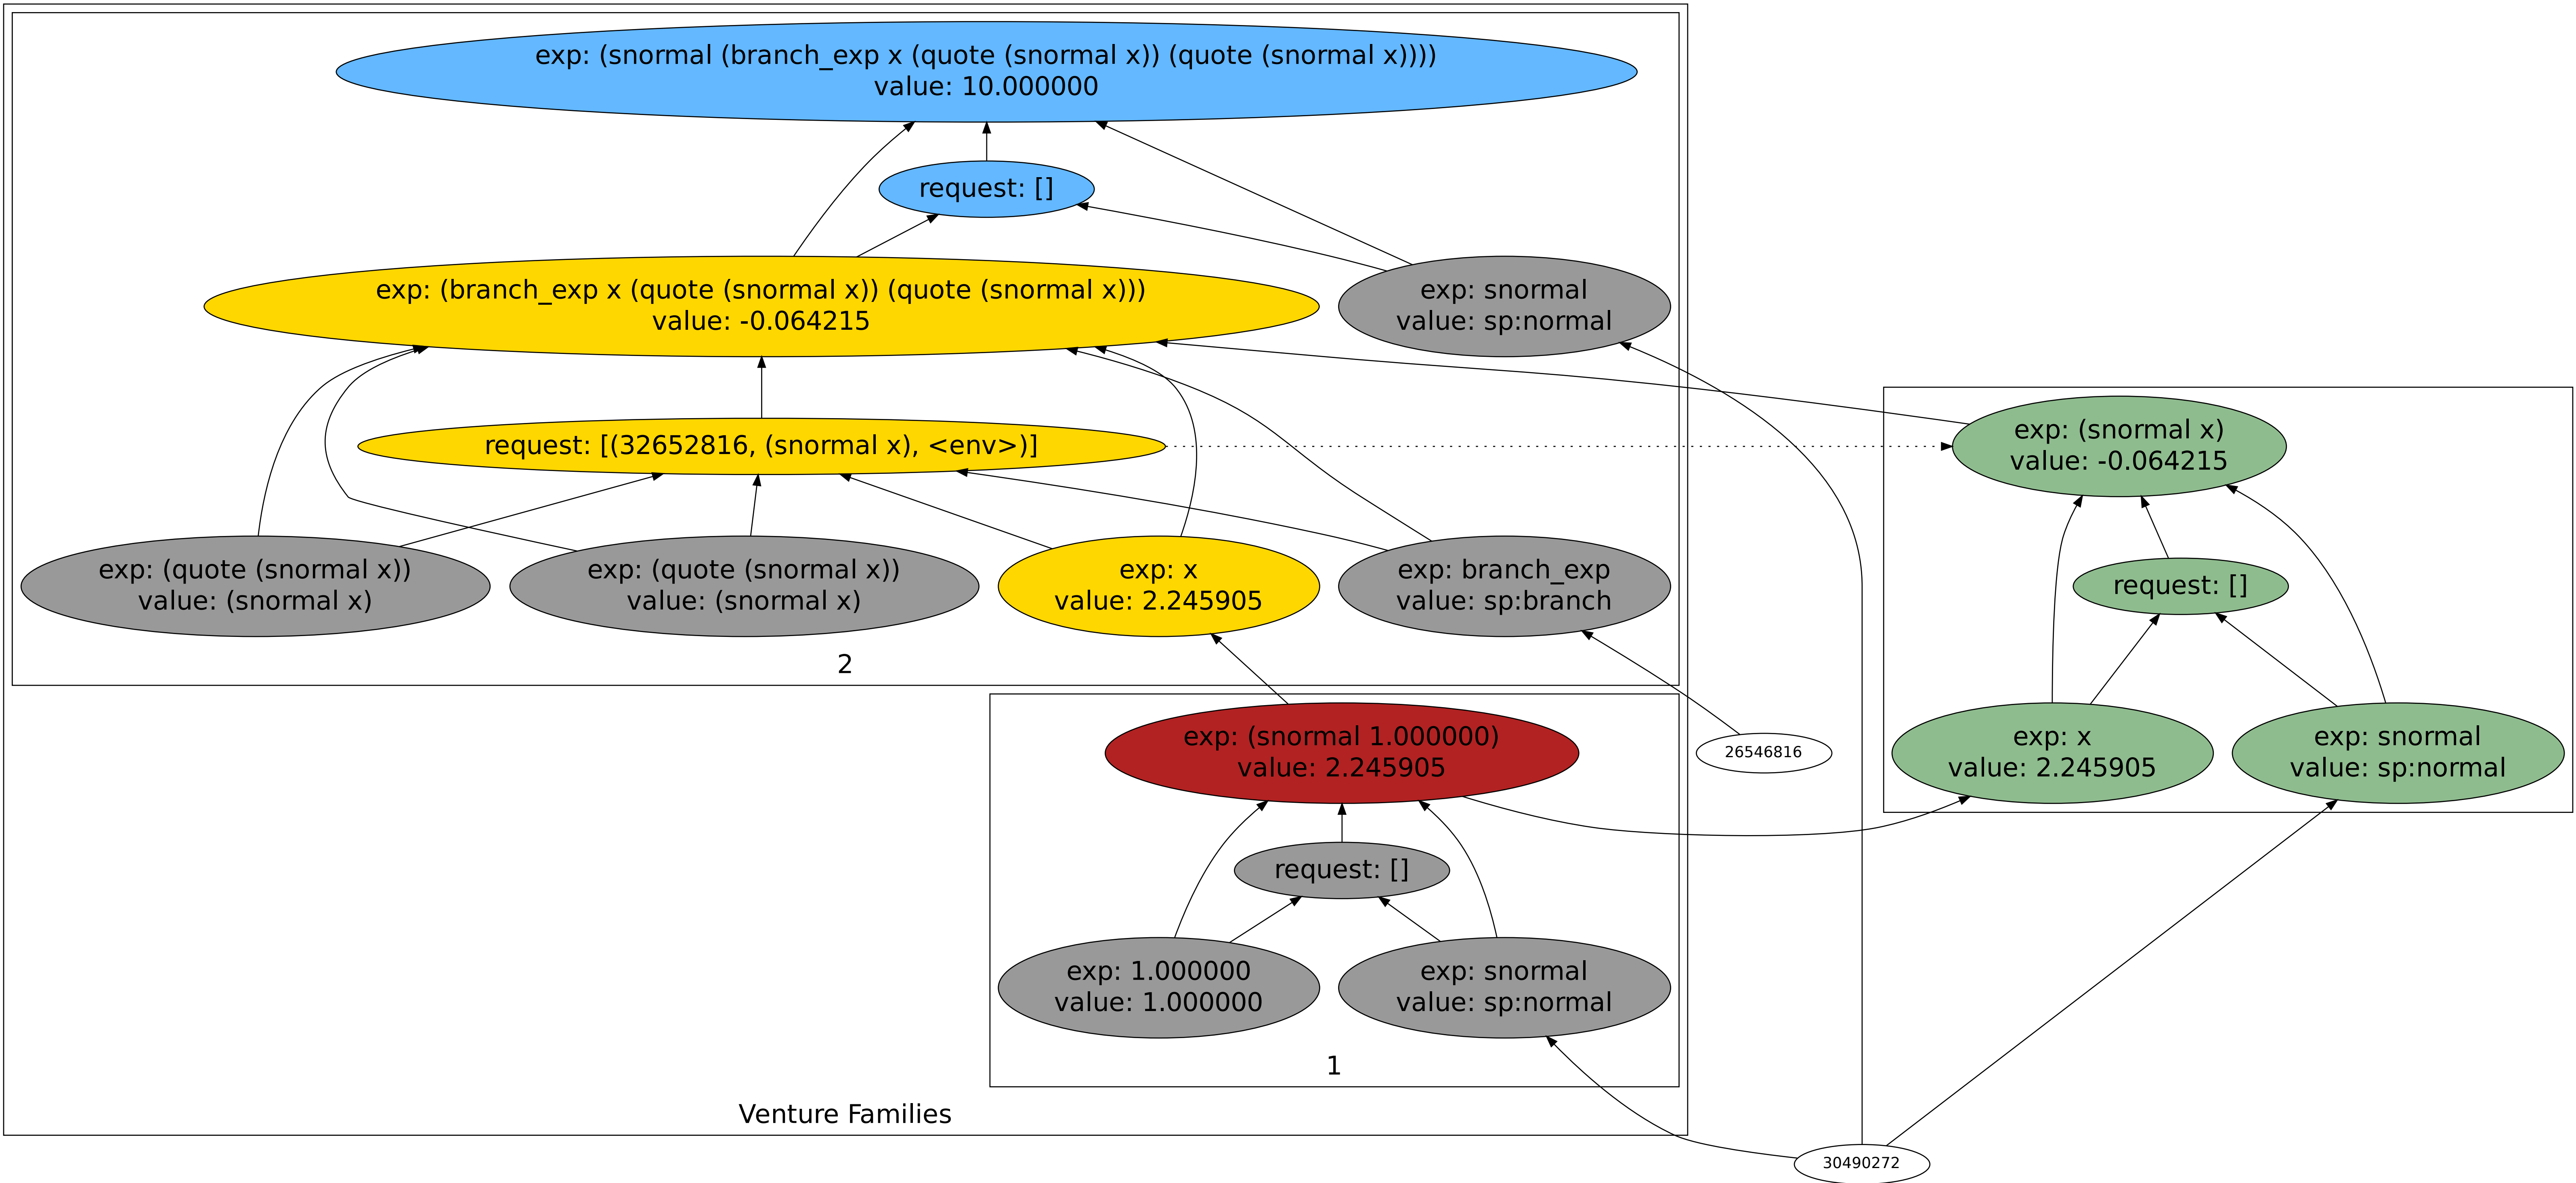 exp: (snormal (branch_exp x (quote (snormal x)) (quote (snormal x))))
value: 10.000000
request: []
exp: (branch_exp x (quote (snormal x)) (quote (snormal x)))
value: -0.064215
exp: snormal
value: sp:normal
request: [(32652816, (snormal x), <env>)]
exp: (snormal x)
value: -0.064215
exp: (quote (snormal x))
value: (snormal x)
exp: (quote (snormal x))
value: (snormal x)
exp: x
value: 2.245905
exp: branch_exp
value: sp:branch
request: []
2
exp: (snormal 1.000000)
value: 2.245905
26546816
exp: x
value: 2.245905
exp: snormal
value: sp:normal
request: []
exp: 1.000000
value: 1.000000
exp: snormal
value: sp:normal
1
Venture Families
30490272